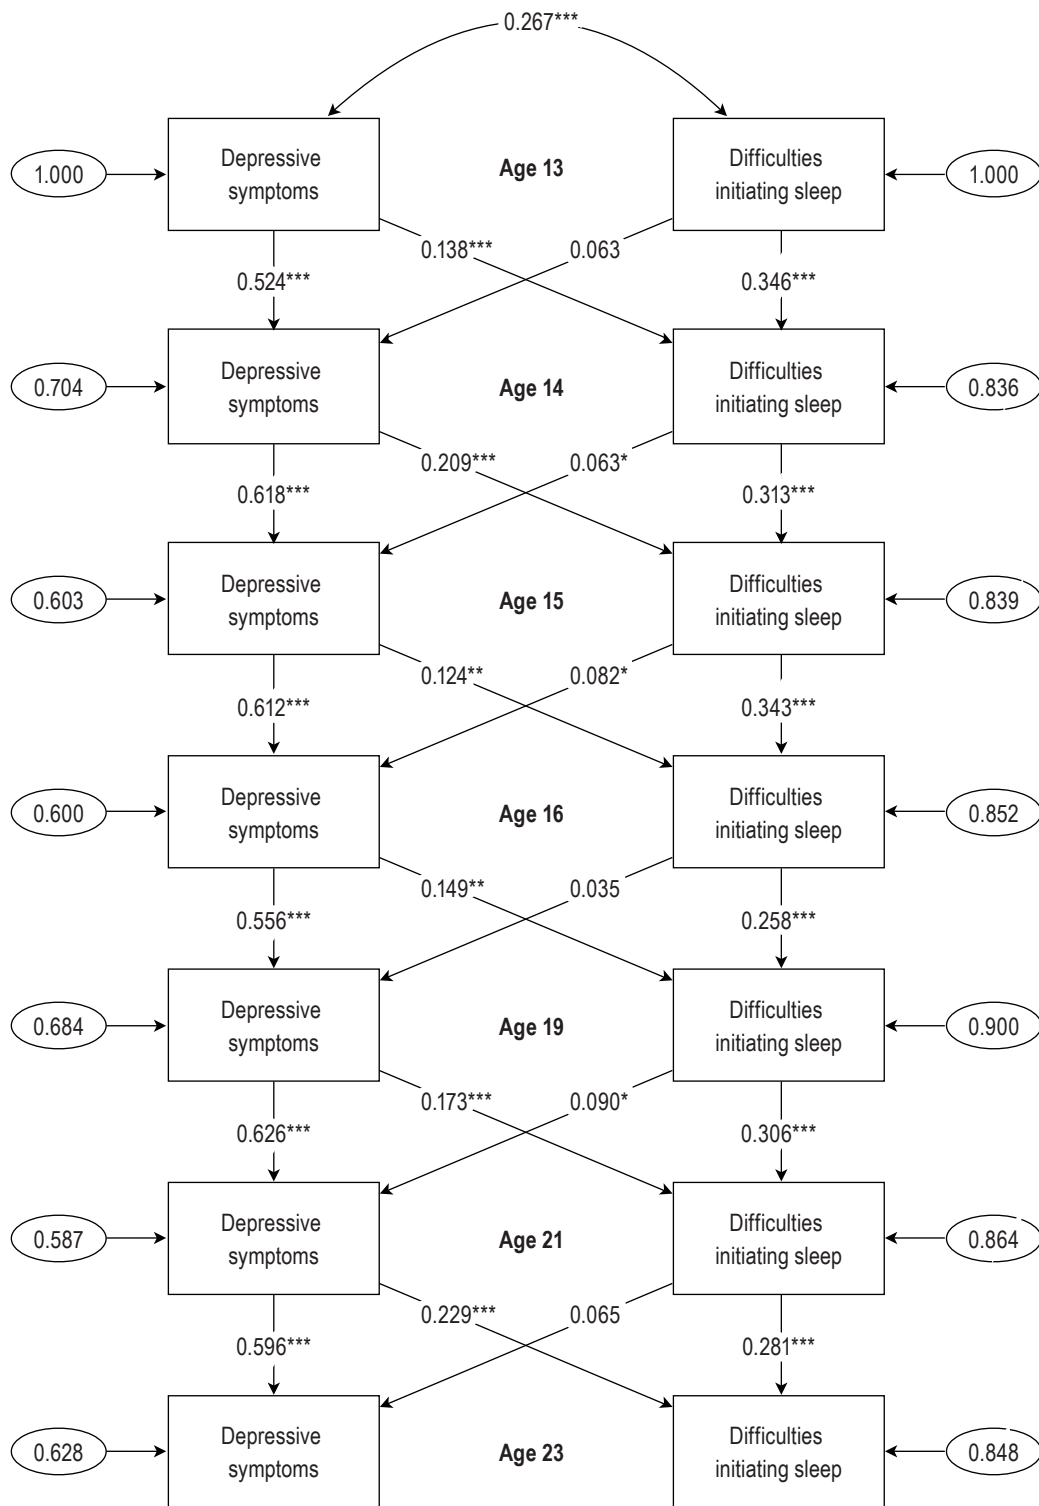 0.267***
Depressive
symptoms
Age 13
Difficulties
initiating sleep
1.000
1.000
0.138***
0.063
0.524***
0.346***
Depressive
symptoms
Age 14
Difficulties
initiating sleep
0.704
0.836
0.209***
0.063*
0.618***
0.313***
Depressive
symptoms
Age 15
Difficulties
initiating sleep
0.603
0.839
0.124**
0.082*
0.612***
0.343***
Depressive
symptoms
Age 16
Difficulties
initiating sleep
0.600
0.852
0.149**
0.035
0.556***
0.258***
Depressive
symptoms
Age 19
Difficulties
initiating sleep
0.684
0.900
0.173***
0.090*
0.626***
0.306***
Depressive
symptoms
Age 21
Difficulties
initiating sleep
0.587
0.864
0.229***
0.065
0.596***
0.281***
Depressive
symptoms
Age 23
Difficulties
initiating sleep
0.628
0.848